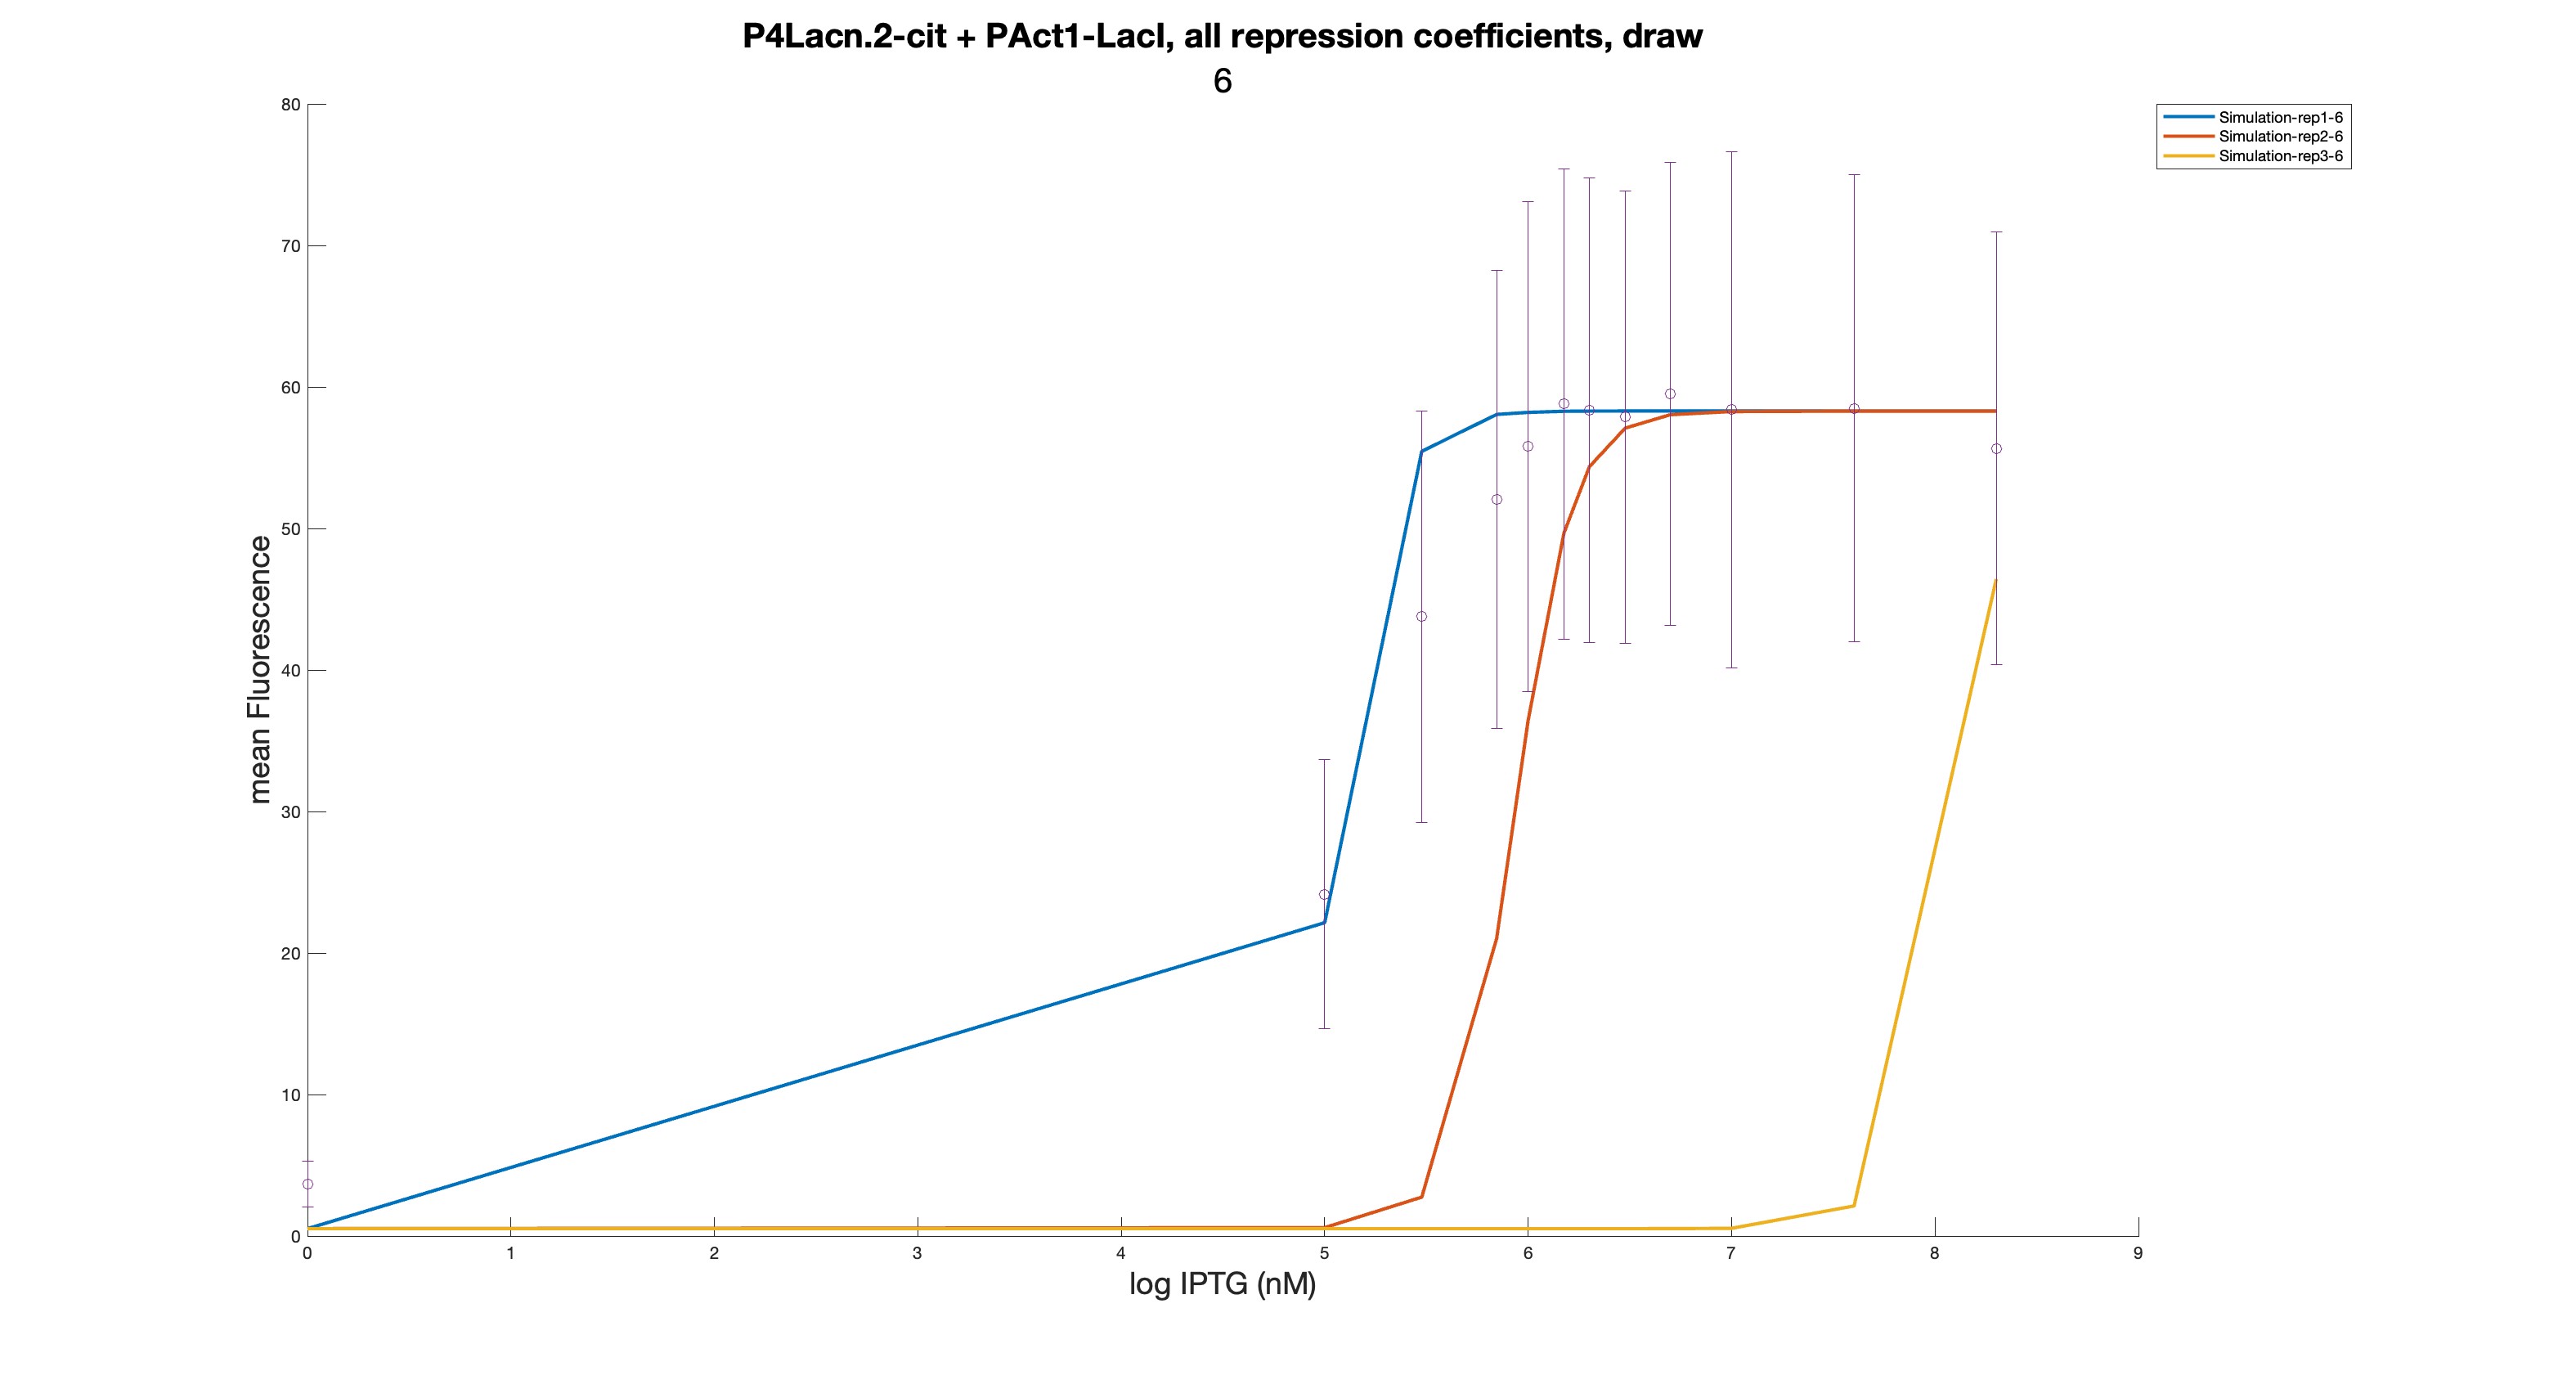 P4Lacn.2-cit + PAct1-LacI, all repression coefficients, draw
6
Simulation-rep1-6
Simulation-rep2-6
Simulation-rep3-6
80
70
60
50
40
30
20
10
0
mean Fluorescence
0 1 2 3 4 5 6 7 8 9
log IPTG (nM)